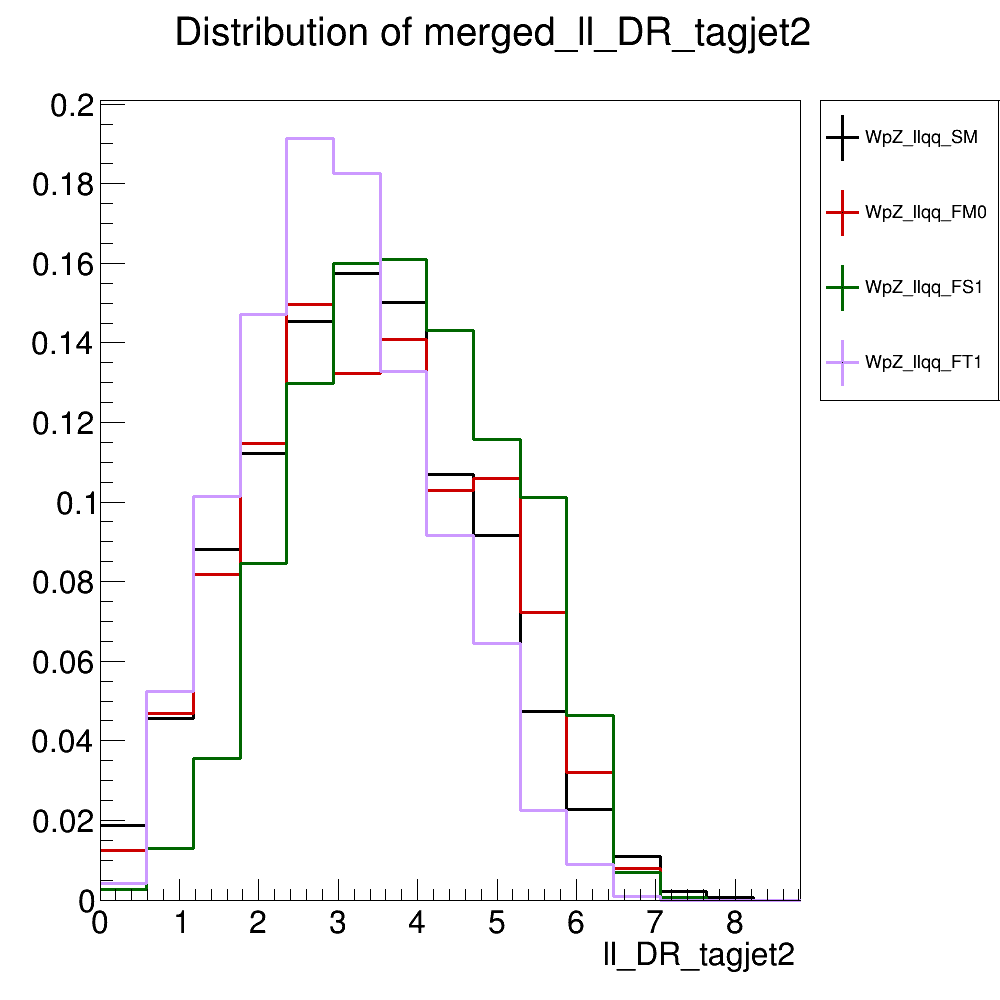 Distribution of merged_ll_DR_tagjet2
0.2
0.18
0.16
0.14
0.12
0.1
0.08
0.06
0.04
0.02
0
0 1 2 3 4 5 6 7 8
ll_DR_tagjet2
WpZ_llqq_SM
WpZ_llqq_FM0
WpZ_llqq_FS1
WpZ_llqq_FT1